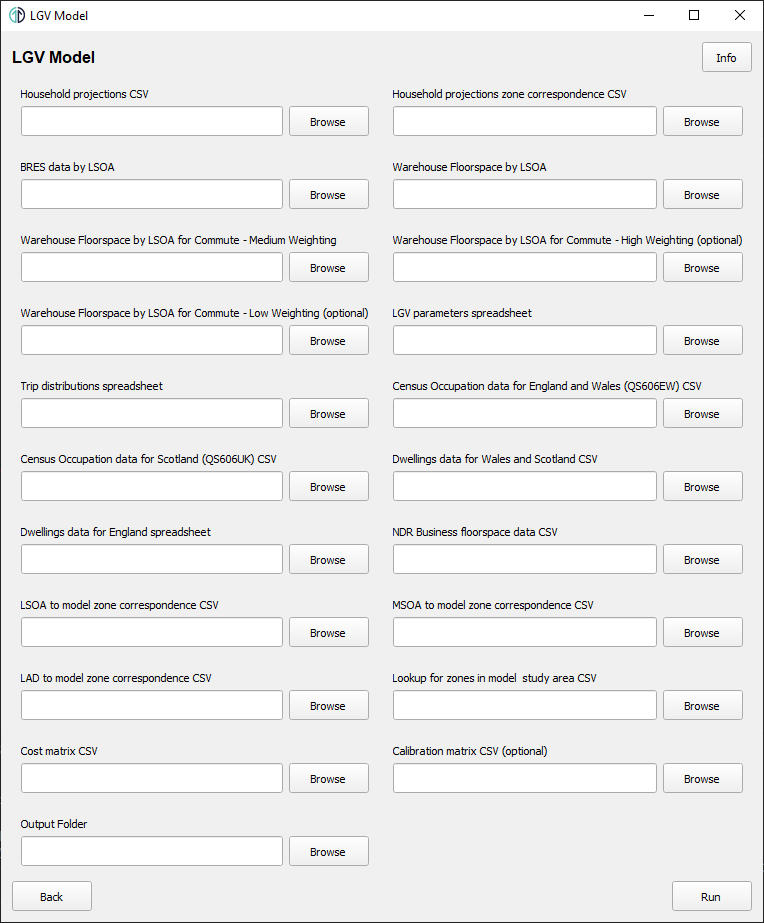 LGV Model
LGV Model
Info
Household projections CSV
Household projections zone correspondence CSV
Browse
Browse
BRES data by LSOA
Warehouse Floorspace by LSOA
Browse
Browse
Warehouse Floorspace by LSOA for Commute - Medium Weighting
Warehouse Floorspace by LSOA for Commute - High Weighting (optional)
Browse
Browse
Warehouse Floorspace by LSOA for Commute - Low Weighting (optional)
LGV parameters spreadsheet
Browse
Browse
Trip distributions spreadsheet
Census Occupation data for England and Wales (QS606EW) CSV
Browse
Browse
Census Occupation data for Scotland (QS606UK) CSV
Dwellings data for Wales and Scotland CSV
Browse
Browse
Dwellings data for England spreadsheet
NDR Business floorspace data CSV
Browse
Browse
LSOA to model zone correspondence CSV
MSOA to model zone correspondence CSV
Browse
Browse
LAD to model zone correspondence CSV
Lookup for zones in model  study area CSV
Browse
Browse
Cost matrix CSV
Calibration matrix CSV (optional)
Browse
Browse
Output Folder
Browse
Back
Run